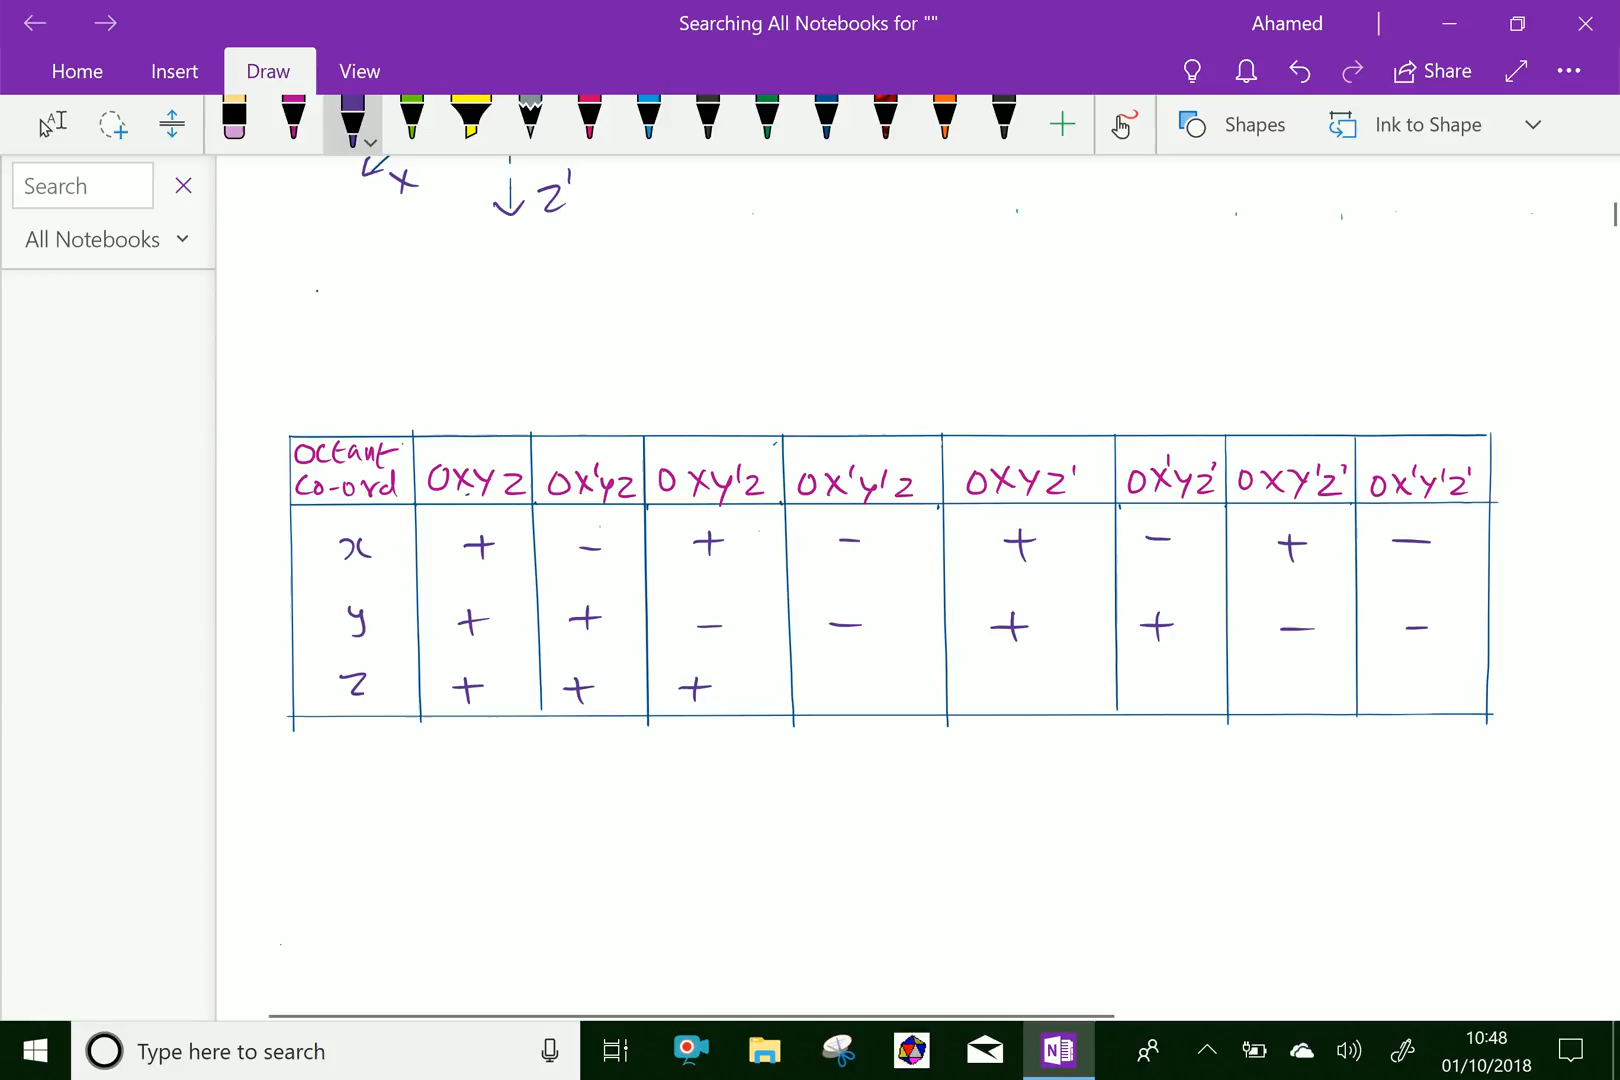 Searching All Notebooks for ""
Ahamed
Home Insert Draw View
Share
Shapes
Ink to Shape
Search
All Notebooks
x
z'
Octant
Co-ord
OXYZ OX'YZ OXY'Z OX'Y'Z OXYZ' OX'YZ' OXY'Z' OX'Y'Z'
x + - + - + - + -
y + + - - + + - -
z + + +
Type here to search
10:48
01/10/2018